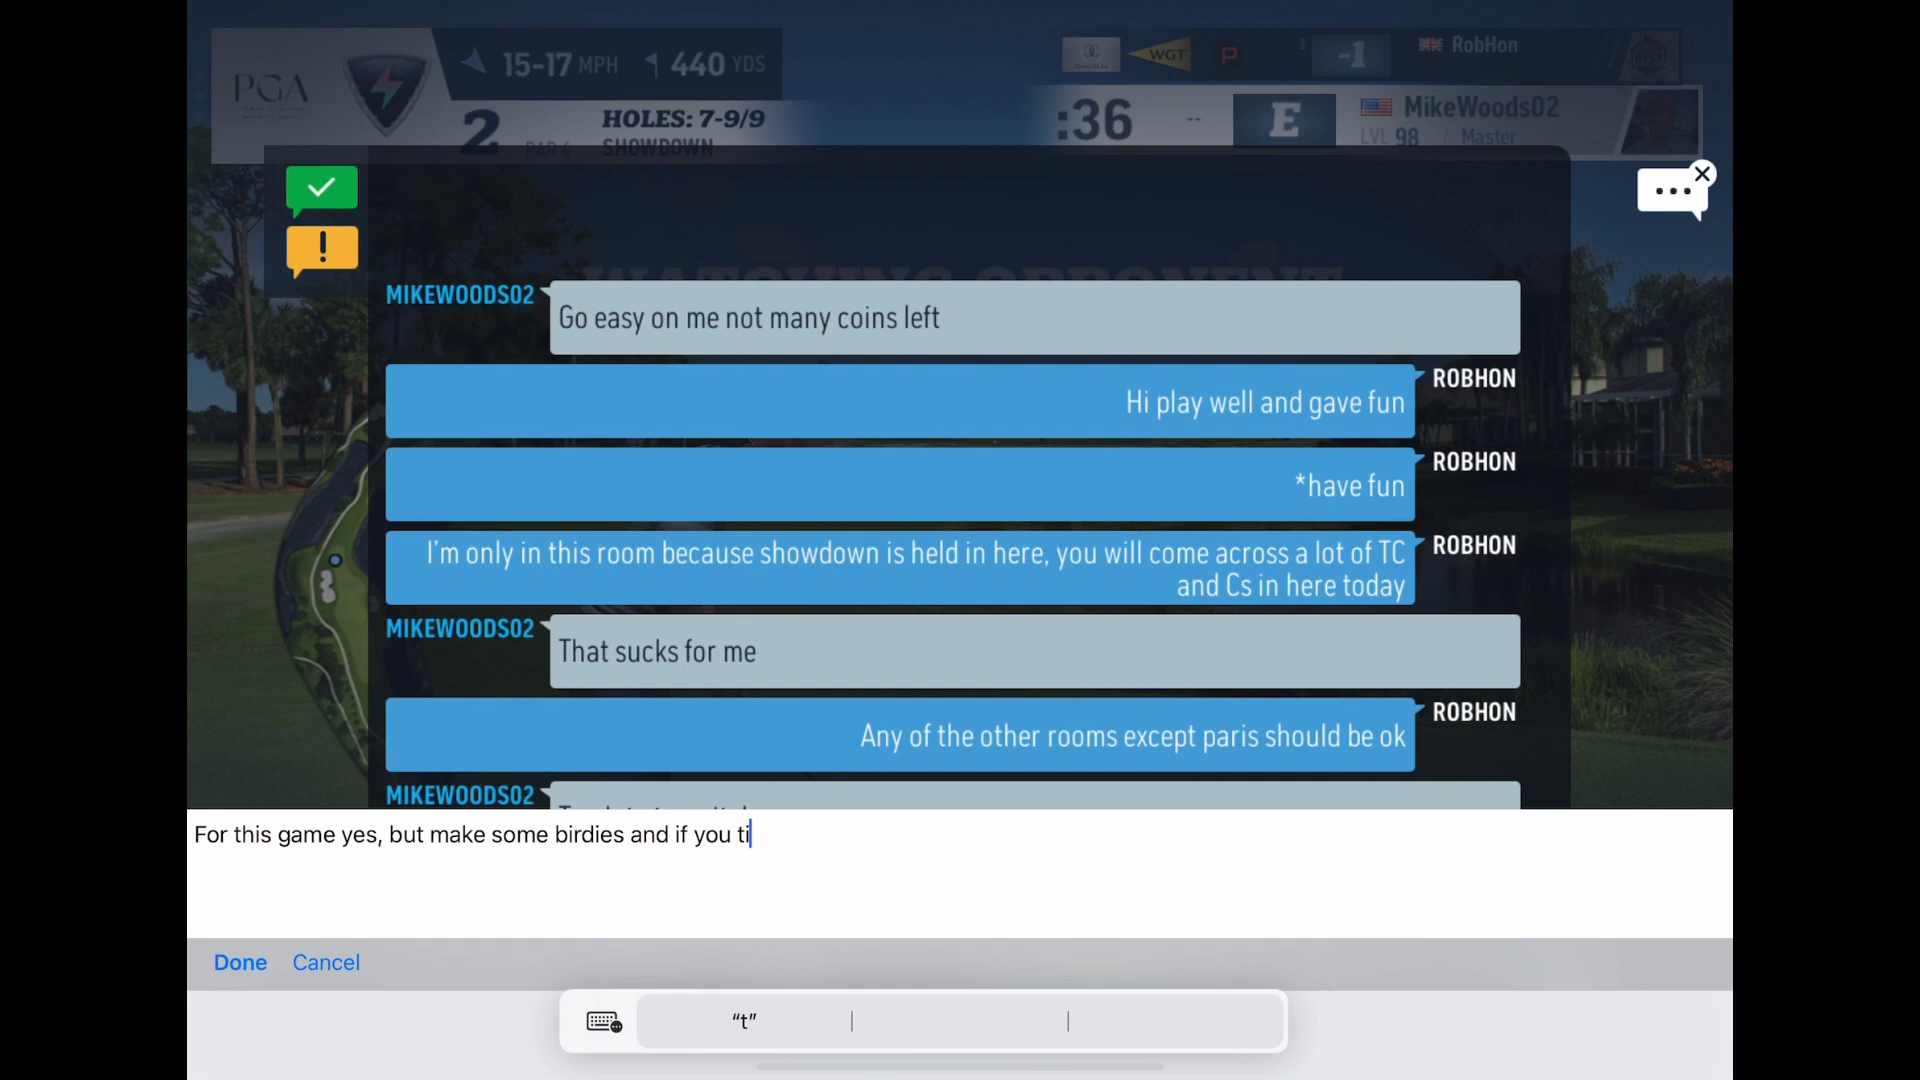 PGA
15-17 MPH
440 YDS
2
PAR 4
HOLES: 7-9/9
SHOWDOWN
WGT
P
-1
RobHon
:36
--
E
MikeWoods02
LVL 98 / Master
WATCHING OPPONENT
MIKEWOODS02
Go easy on me not many coins left
ROBHON
Hi play well and gave fun
ROBHON
*have fun
ROBHON
I'm only in this room because showdown is held in here, you will come across a lot of TC
and Cs in here today
MIKEWOODS02
That sucks for me
ROBHON
Any of the other rooms except paris should be ok
MIKEWOODS02
For this game yes, but make some birdies and if you ti
Done
Cancel
“t”